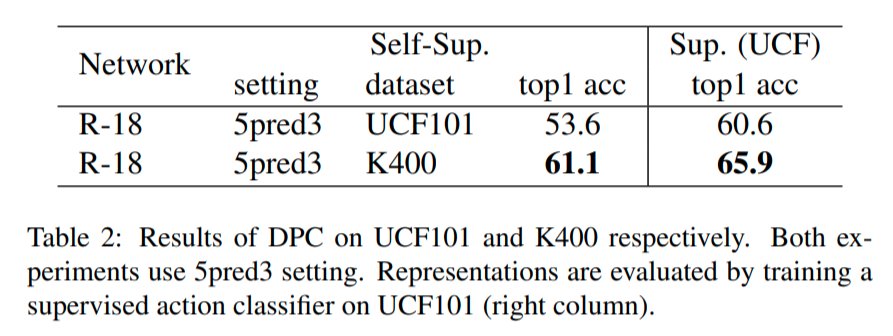 Network Self-Sup. Sup. (UCF)
setting dataset top1 acc top1 acc
R-18 5pred3 UCF101 53.6 60.6
R-18 5pred3 K400 61.1 65.9
Table 2: Results of DPC on UCF101 and K400 respectively. Both ex-
periments use 5pred3 setting. Representations are evaluated by training a
supervised action classifier on UCF101 (right column).